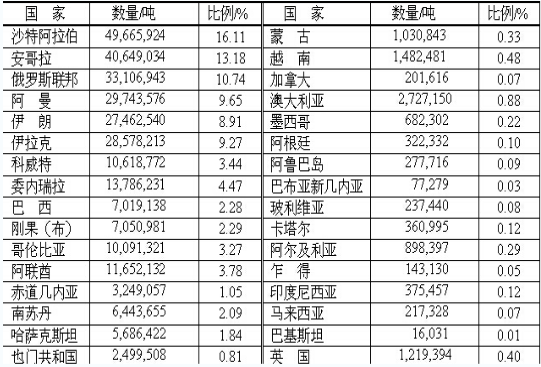 国 家 数量/吨 比例/% 国 家 数量/吨 比例/%
沙特阿拉伯 49,665,924 16.11 蒙 古 1,030,843 0.33
安哥拉 40,649,034 13.18 越 南 1,482,481 0.48
俄罗斯联邦 33,106,943 10.74 加拿大 201,616 0.07
阿 曼 29,743,576 9.65 澳大利亚 2,727,150 0.88
伊 朗 27,462,540 8.91 墨西哥 682,302 0.22
伊拉克 28,578,213 9.27 阿根廷 322,332 0.10
科威特 10,618,772 3.44 阿鲁巴岛 277,716 0.09
委内瑞拉 13,786,231 4.47 巴布亚新几内亚 77,279 0.03
巴 西 7,019,138 2.28 玻利维亚 237,440 0.08
刚果（布） 7,050,981 2.29 卡塔尔 360,995 0.12
哥伦比亚 10,091,321 3.27 阿尔及利亚 898,397 0.29
阿联酋 11,652,132 3.78 乍 得 143,130 0.05
赤道几内亚 3,249,057 1.05 印度尼西亚 375,457 0.12
南苏丹 6,443,655 2.09 马来西亚 217,328 0.07
哈萨克斯坦 5,686,422 1.84 巴基斯坦 16,031 0.01
也门共和国 2,499,508 0.81 英 国 1,219,394 0.40